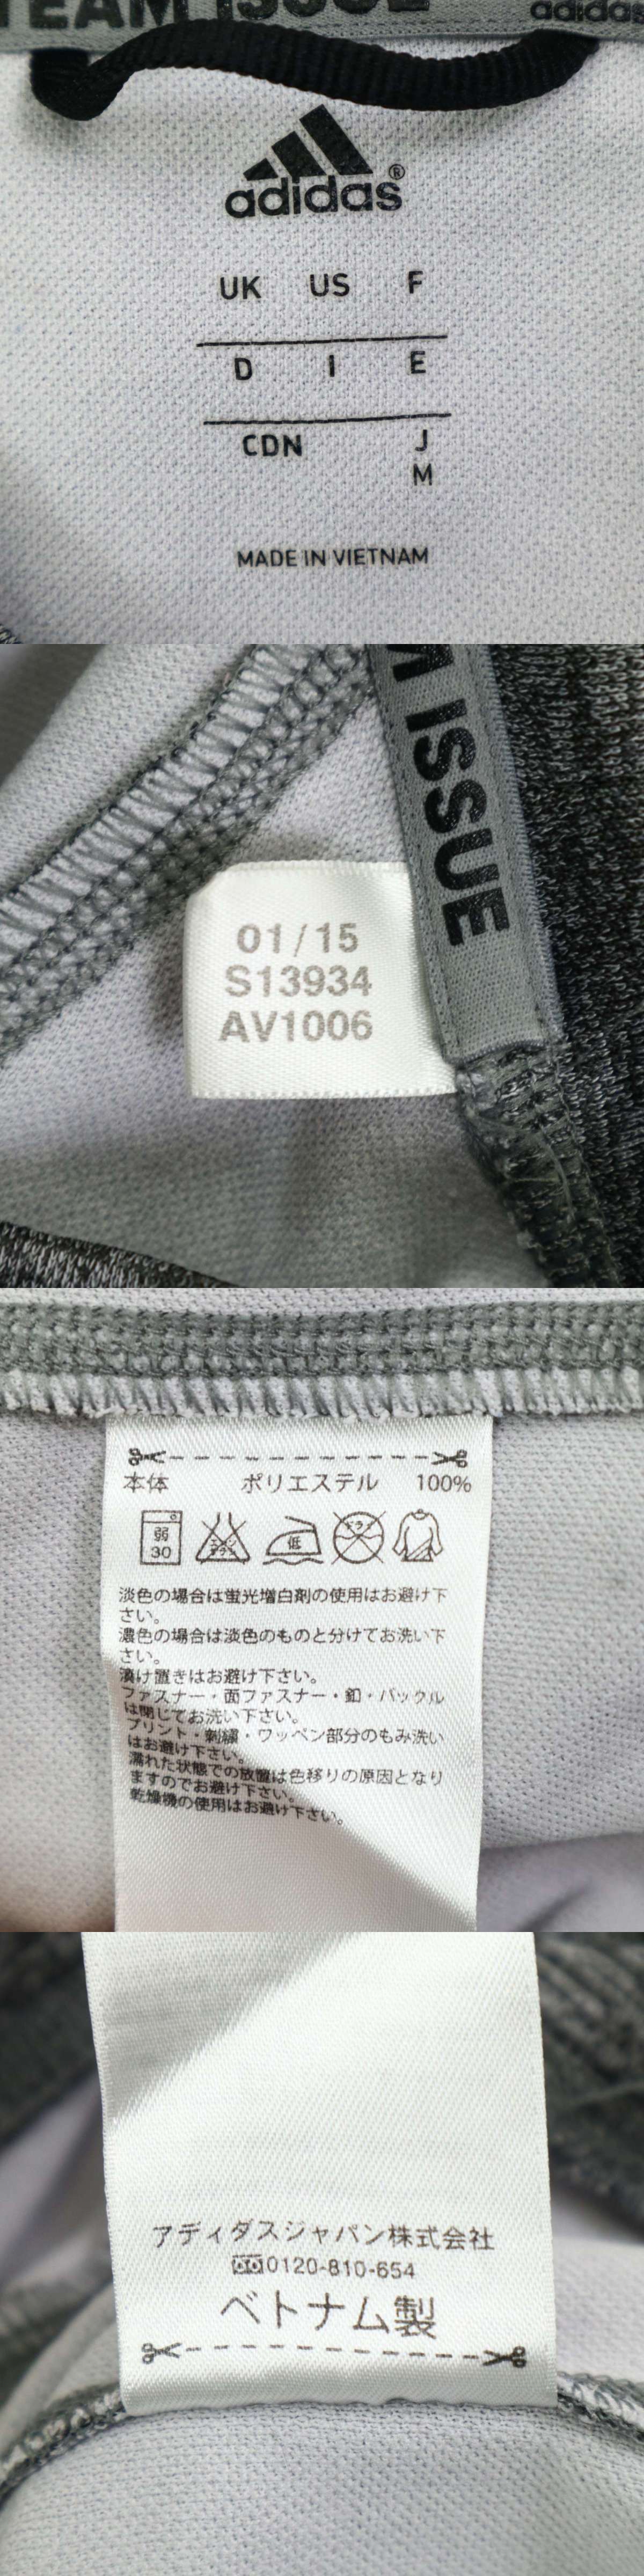 TEAM ISSUE
adidas
adidas®
UK US F
D I E
CDN J
M
MADE IN VIETNAM
M ISSUE
01/15
S13934
AV1006
本体 ポリエステル 100%
弱
30
エンソ
サラシ
低
ドライ
淡色の場合は蛍光増白剤の使用はお避け下
さい。
濃色の場合は淡色のものと分けてお洗い下
さい。
漬け置きはお避け下さい。
ファスナー・面ファスナー・釦・バックル
は閉じてお洗い下さい。
プリント・刺繍・ワッペン部分のもみ洗い
はお避け下さい。
濡れた状態での放置は色移りの原因となり
ますのでお避け下さい。
乾燥機の使用はお避け下さい。
アディダスジャパン株式会社
0120-810-654
ベトナム製